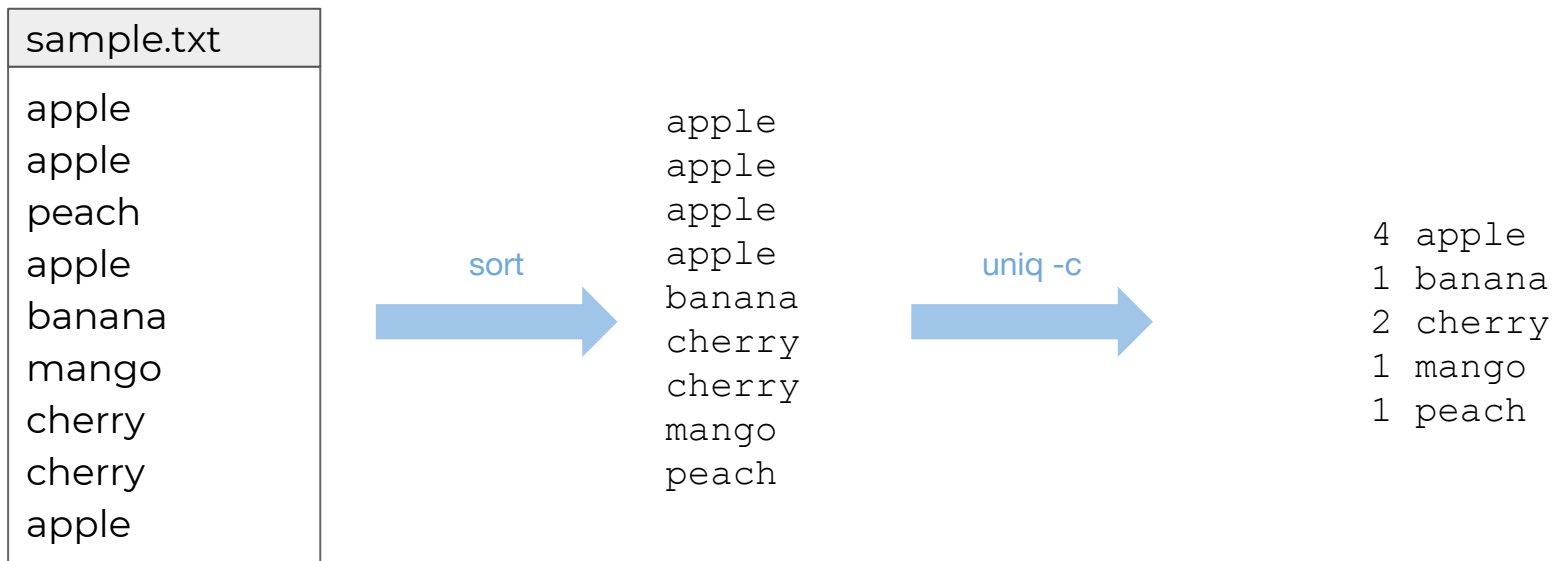 sample.txt
apple
apple
peach
apple
banana
mango
cherry
cherry
apple
sort
apple
apple
apple
apple
banana
cherry
cherry
mango
peach
uniq -c
4 apple
1 banana
2 cherry
1 mango
1 peach